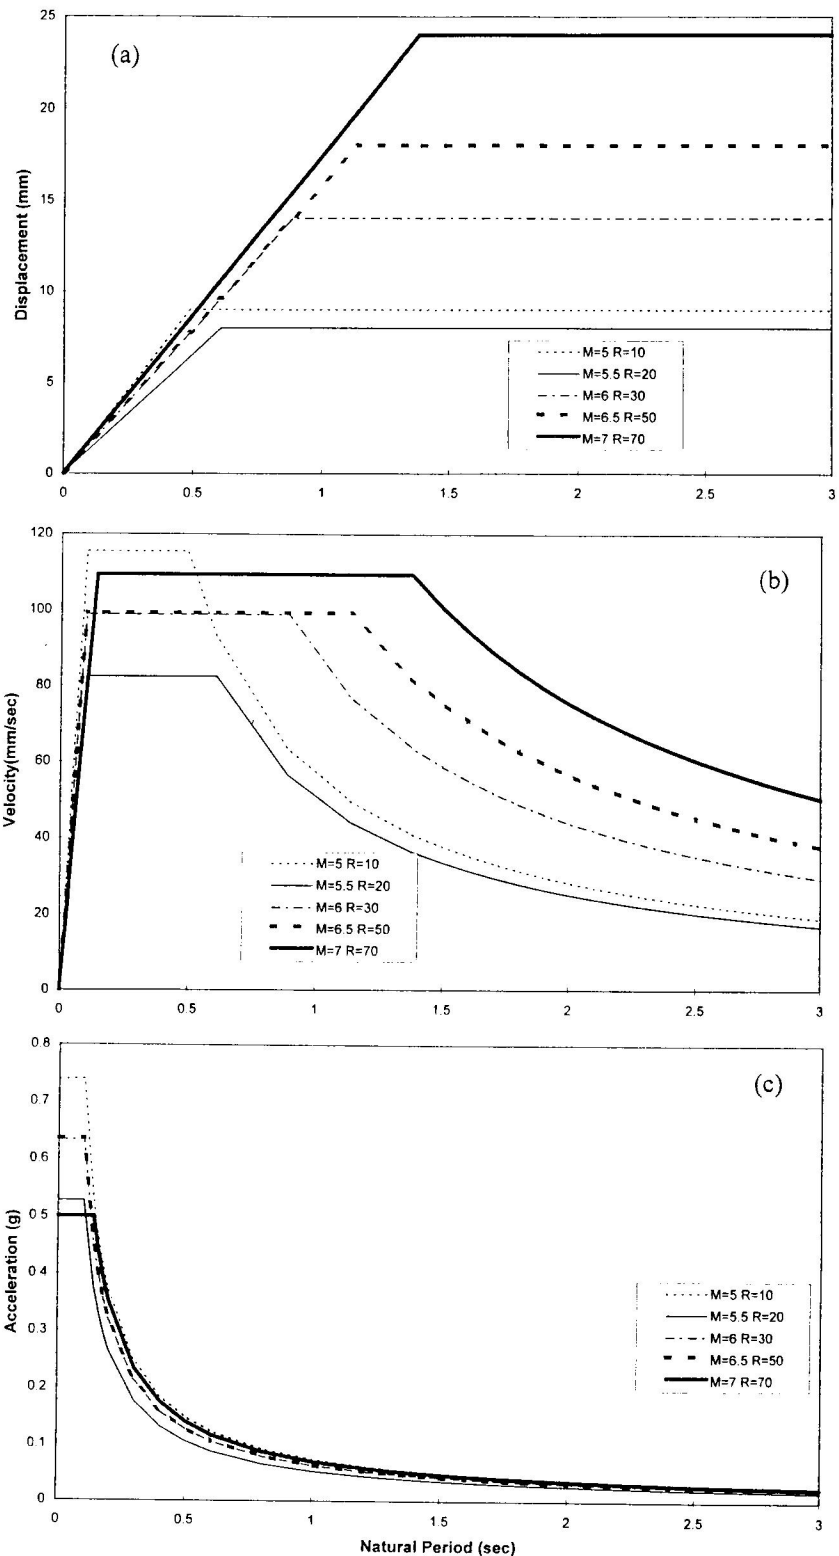 (a)
Displacement (mm)
25
20
15
10
5
0
M=5 R=10
M=5.5 R=20
M=6 R=30
M=6.5 R=50
M=7 R=70
0 0.5 1 1.5 2 2.5 3
(b)
Velocity(mm/sec)
120
100
80
60
40
20
0
M=5 R=10
M=5.5 R=20
M=6 R=30
M=6.5 R=50
M=7 R=70
0 0.5 1 1.5 2 2.5 3
(c)
Acceleration (g)
0.8
0.7
0.6
0.5
0.4
0.3
0.2
0.1
0
M=5 R=10
M=5.5 R=20
M=6 R=30
M=6.5 R=50
M=7 R=70
0 0.5 1 1.5 2 2.5 3
Natural Period (sec)